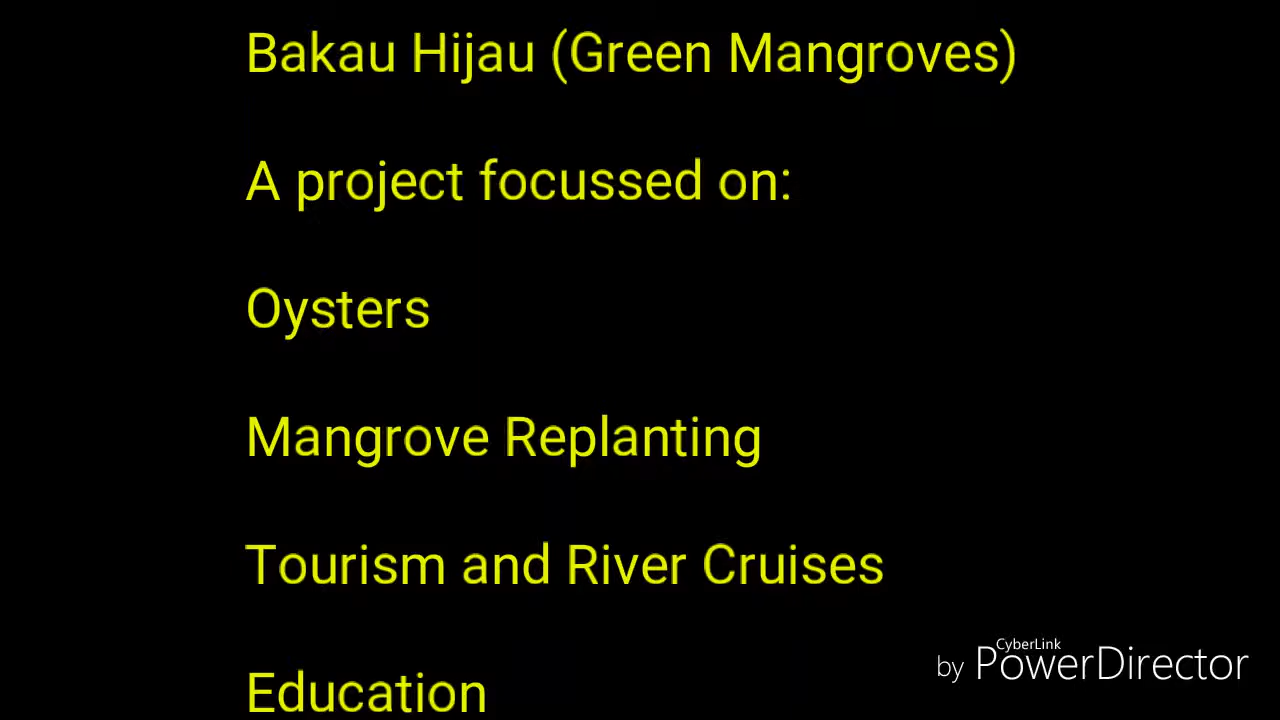 Bakau Hijau (Green Mangroves)
A project focussed on:
Oysters
Mangrove Replanting
Tourism and River Cruises
Education
CyberLink
by PowerDirector